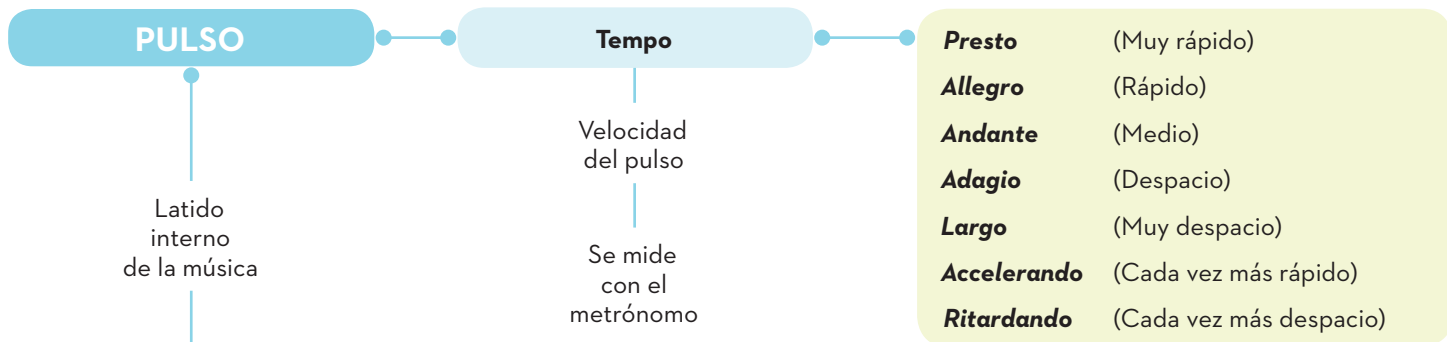 PULSO
Latido
interno
de la música
Tempo
Velocidad
del pulso
Se mide
con el
metrónomo
Presto (Muy rápido)
Allegro (Rápido)
Andante (Medio)
Adagio (Despacio)
Largo (Muy despacio)
Accelerando (Cada vez más rápido)
Ritardando (Cada vez más despacio)